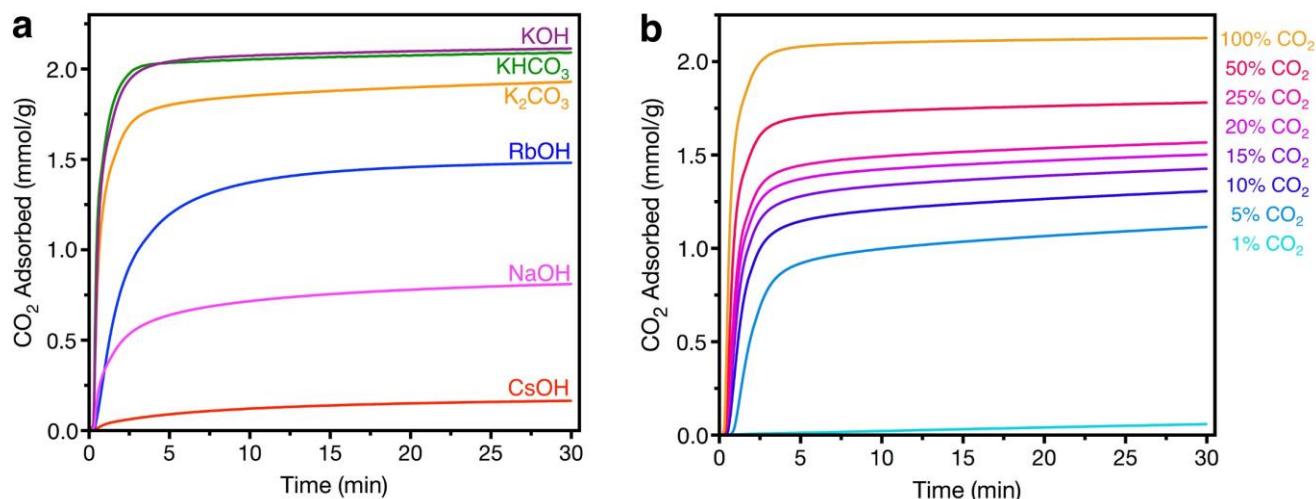 a
CO₂ Adsorbed (mmol/g)
2.0
1.5
1.0
0.5
0.0
KOH
KHCO₃
K₂CO₃
RbOH
NaOH
CsOH
0 5 10 15 20 25 30
Time (min)
b
CO₂ Adsorbed (mmol/g)
2.0
1.5
1.0
0.5
0.0
0 5 10 15 20 25 30
Time (min)
100% CO₂
50% CO₂
25% CO₂
20% CO₂
15% CO₂
10% CO₂
5% CO₂
1% CO₂